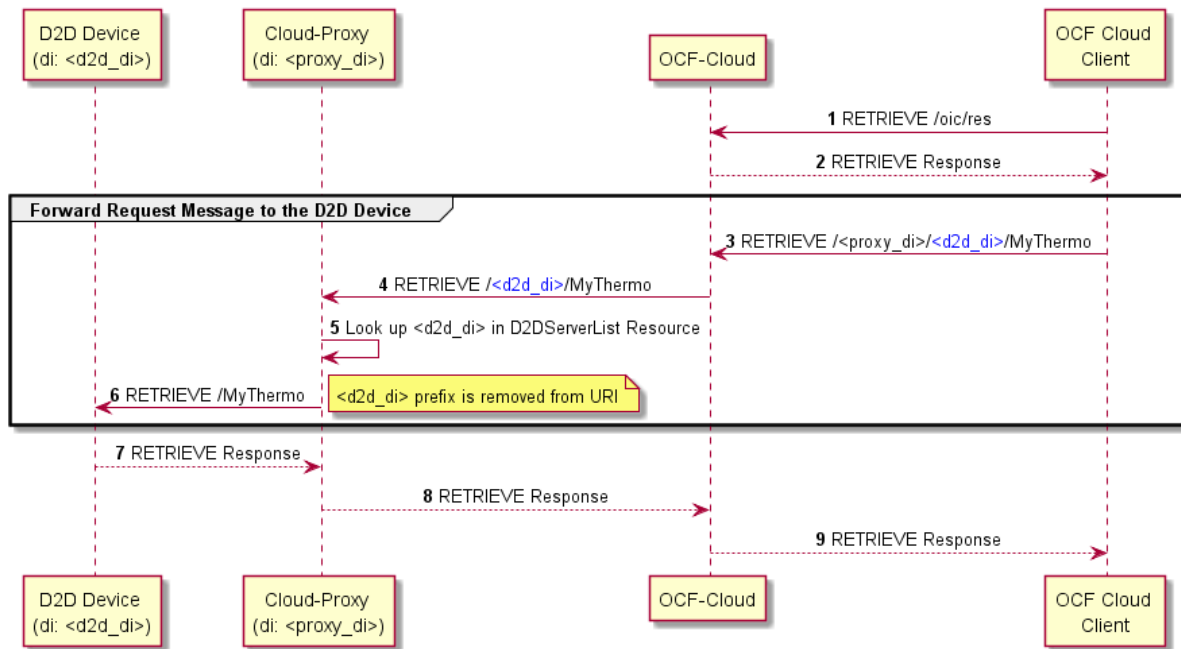 D2D Device
(di: <d2d_di>)
Cloud-Proxy
(di: <proxy_di>)
OCF-Cloud
OCF Cloud
Client
1 RETRIEVE /oic/res
2 RETRIEVE Response
Forward Request Message to the D2D Device
3 RETRIEVE /<proxy_di>/<d2d_di>/MyThermo
4 RETRIEVE /<d2d_di>/MyThermo
5 Look up <d2d_di> in D2DServerList Resource
6 RETRIEVE /MyThermo
<d2d_di> prefix is removed from URI
7 RETRIEVE Response
8 RETRIEVE Response
9 RETRIEVE Response
D2D Device
(di: <d2d_di>)
Cloud-Proxy
(di: <proxy_di>)
OCF-Cloud
OCF Cloud
Client